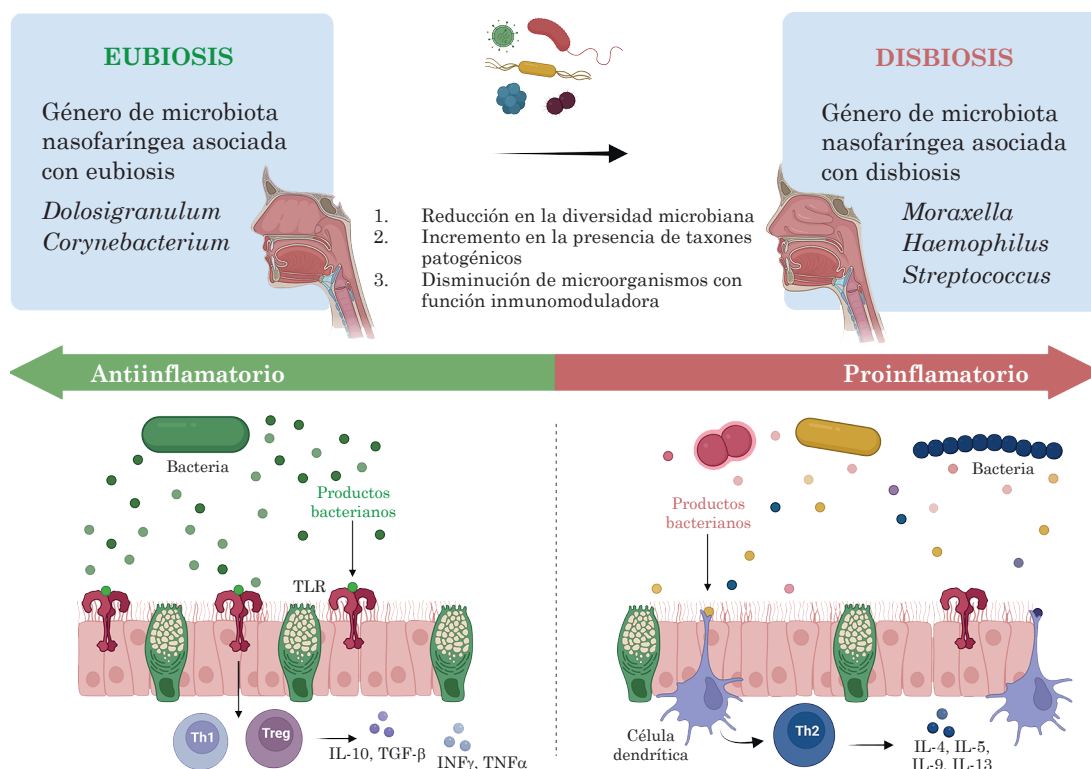 EUBIOSIS
Género de microbiota
nasofaríngea asociada
con eubiosis
Dolosigranulum
Corynebacterium
1. Reducción en la diversidad microbiana
2. Incremento en la presencia de taxones
patogénicos
3. Disminución de microorganismos con
función inmunomoduladora
DISBIOSIS
Género de microbiota
nasofaríngea asociada
con disbiosis
Moraxella
Haemophilus
Streptococcus
Antiinflamatorio
Proinflamatorio
Bacteria
Productos
bacterianos
TLR
Th1
Treg
IL-10, TGF-β
INFγ, TNFα
Bacteria
Productos
bacterianos
Célula
dendrítica
Th2
IL-4, IL-5,
IL-9, IL-13